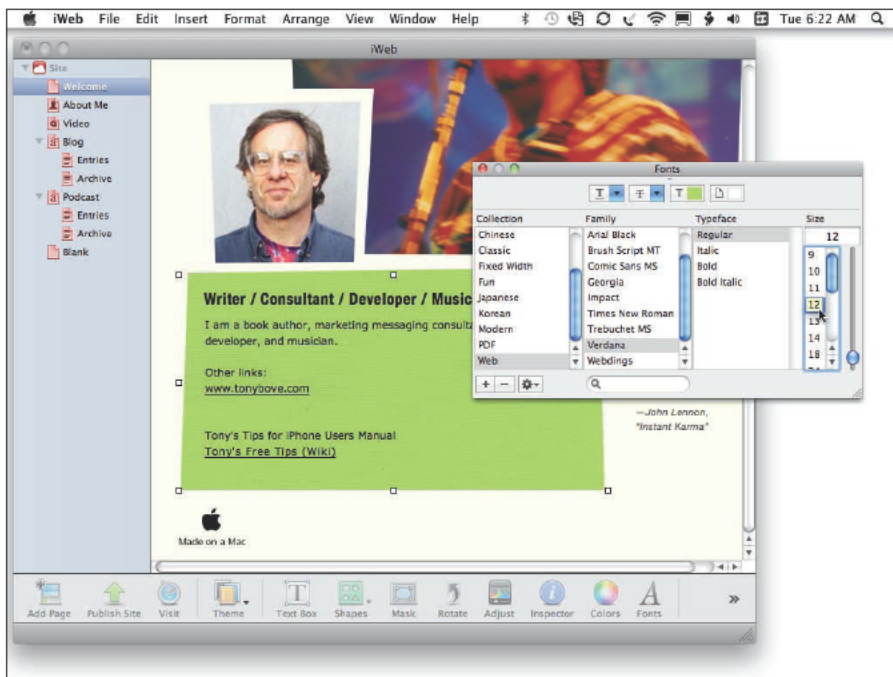 iWeb File Edit Insert Format Arrange View Window Help Tue 6:22 AM
iWeb
Site
Welcome
About Me
Video
Blog
Entries
Archive
Podcast
Entries
Archive
Blank
Writer / Consultant / Developer / Music
I am a book author, marketing messaging consulta
developer, and musician.
Other links:
www.tonybove.com
Tony's Tips for iPhone Users Manual
Tony's Free Tips (Wiki)
—John Lennon,
"Instant Karma"
Made on a Mac
Fonts
T T T
Collection Family Typeface Size
Chinese Arial Black Regular 12
Classic Brush Script MT Italic 9
Fixed Width Comic Sans MS Bold 10
Fun Georgia Bold Italic 11
Japanese Impact 12
Korean Times New Roman 13
Modern Trebuchet MS 14
PDF Verdana 18
Web Webdings
Add Page Publish Site Visit Theme Text Box Shapes Mask Rotate Adjust Inspector Colors Fonts